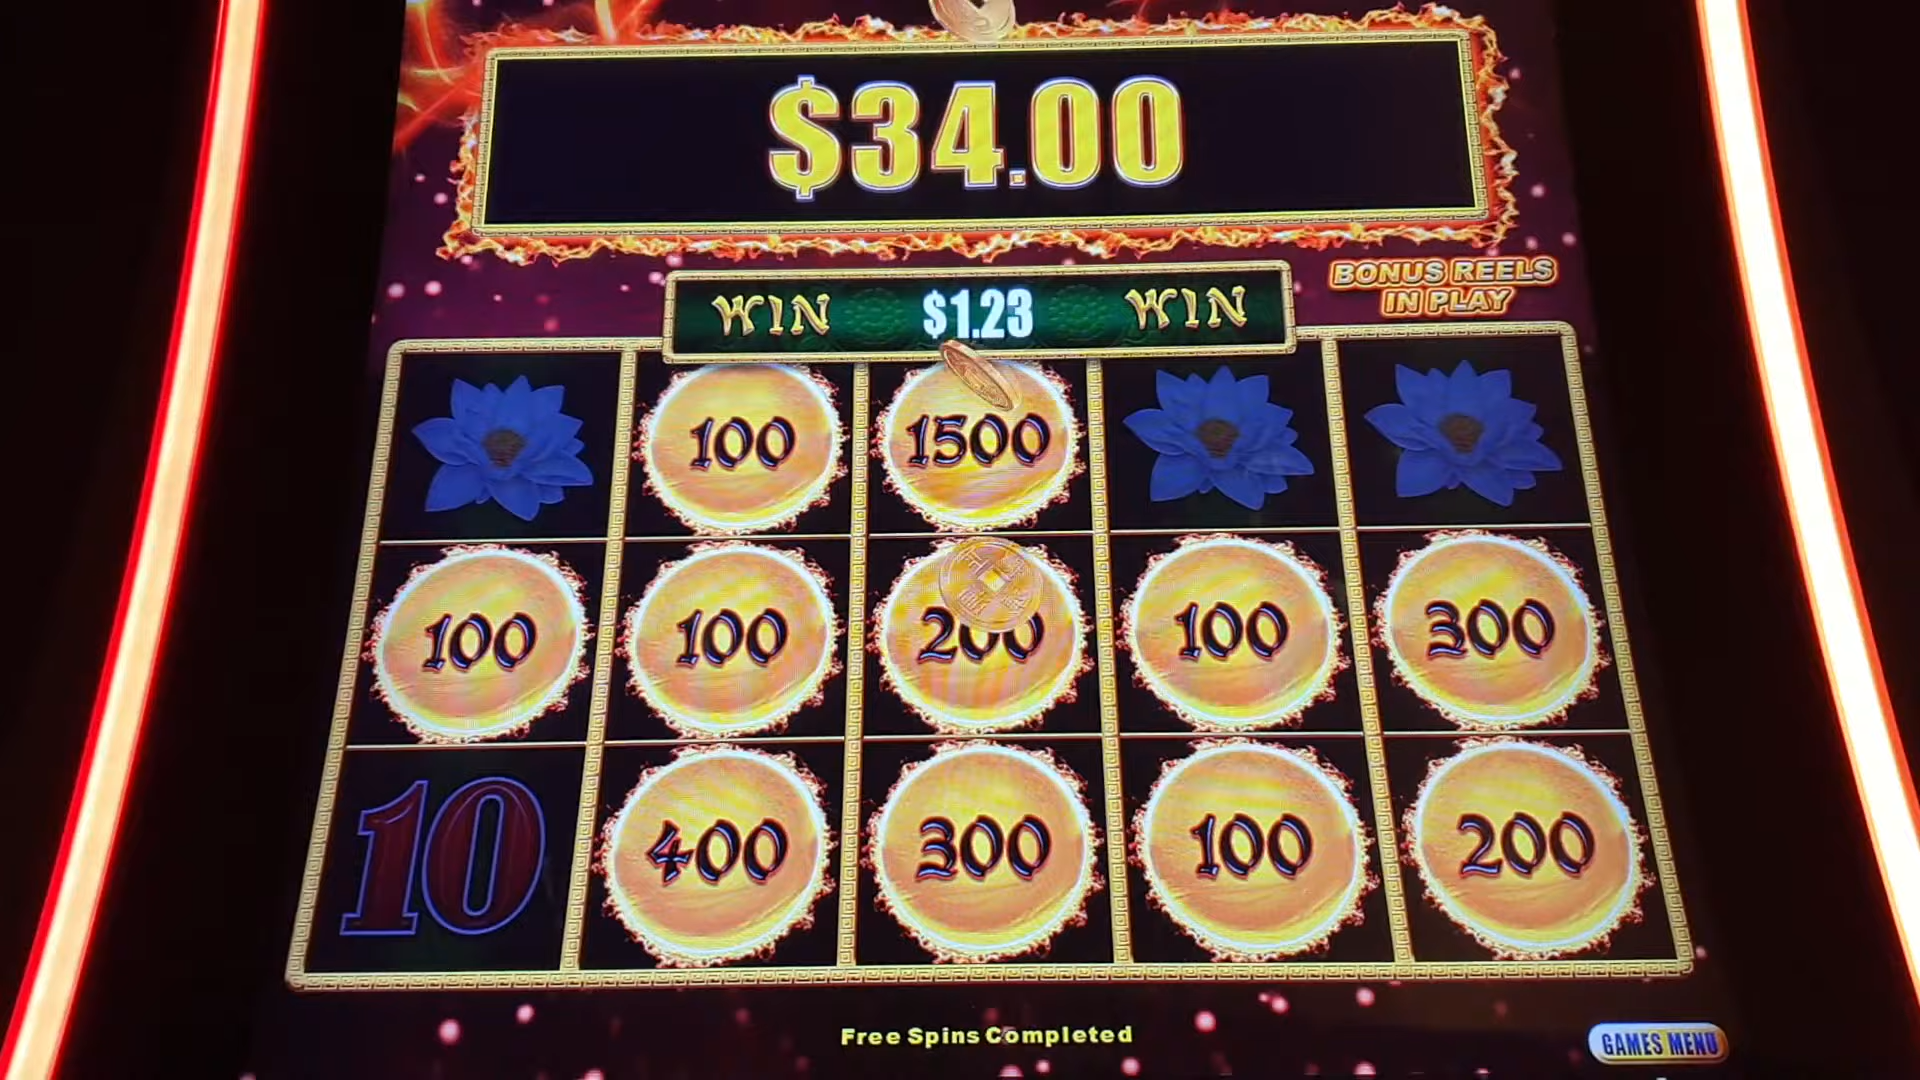 $34.00
WIN $1.23 WIN
BONUS REELS
IN PLAY
100 1500
100 100 200 100 300
10 400 300 100 200
Free Spins Completed
GAMES MENU